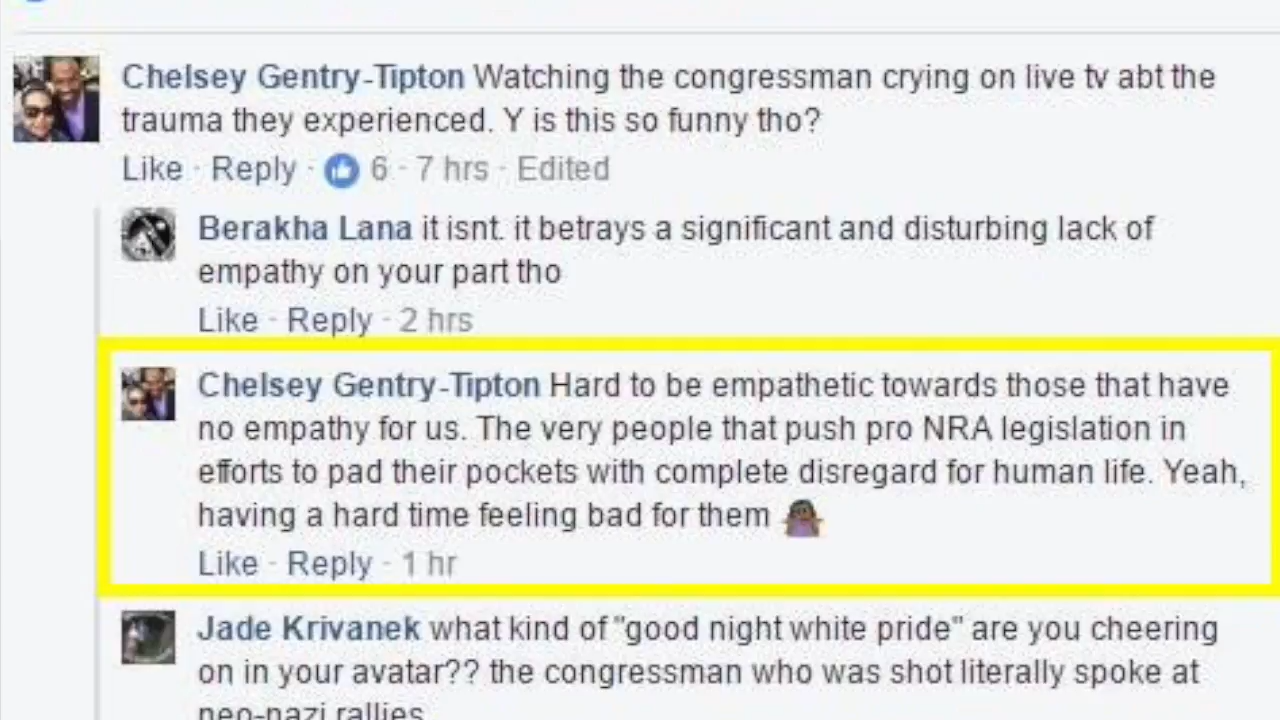 Chelsey Gentry-Tipton Watching the congressman crying on live tv abt the
trauma they experienced. Y is this so funny tho?
Like · Reply · 6 · 7 hrs · Edited
Berakha Lana it isnt. it betrays a significant and disturbing lack of
empathy on your part tho
Like · Reply · 2 hrs
Chelsey Gentry-Tipton Hard to be empathetic towards those that have
no empathy for us. The very people that push pro NRA legislation in
efforts to pad their pockets with complete disregard for human life. Yeah,
having a hard time feeling bad for them
Like · Reply · 1 hr
Jade Krivanek what kind of "good night white pride" are you cheering
on in your avatar?? the congressman who was shot literally spoke at
neo-nazi rallies